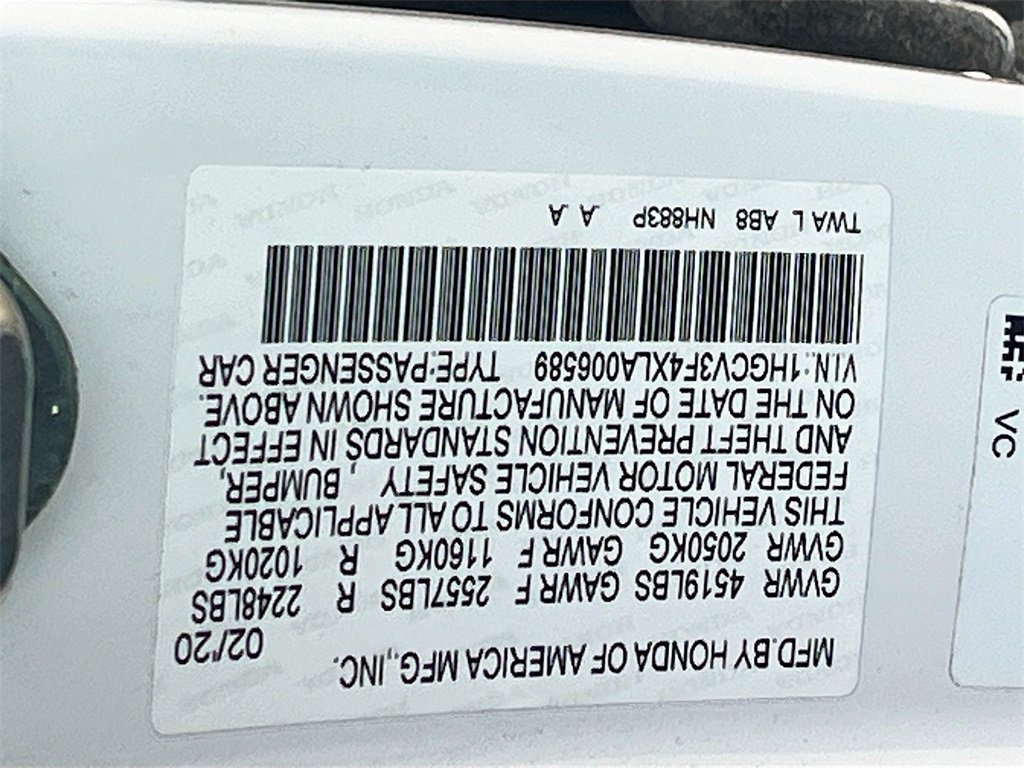 MFD. BY HONDA OF AMERICA MFG., INC. 02/20
GVWR 4519LBS GAWR F 2557LBS R 2248LBS
GVWR 2050KG GAWR F 1160KG R 1020KG
THIS VEHICLE CONFORMS TO ALL APPLICABLE
FEDERAL MOTOR VEHICLE SAFETY , BUMPER,
AND THEFT PREVENTION STANDARDS IN EFFECT
ON THE DATE OF MANUFACTURE SHOWN ABOVE.
V.I.N.:1HGCV3F4XLA006589 TYPE:PASSENGER CAR
TWA L AB8 NH883P A A
VC